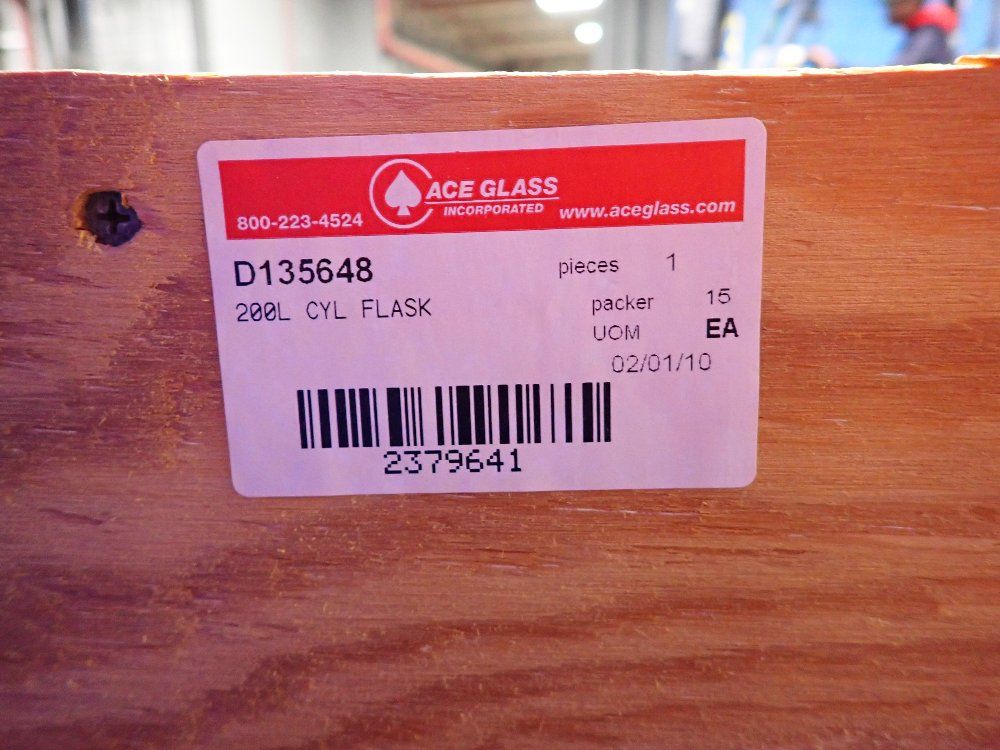 ACE GLASS
INCORPORATED
800-223-4524
www.aceglass.com
D135648
pieces 1
200L CYL FLASK
packer 15
UOM EA
02/01/10
2379641